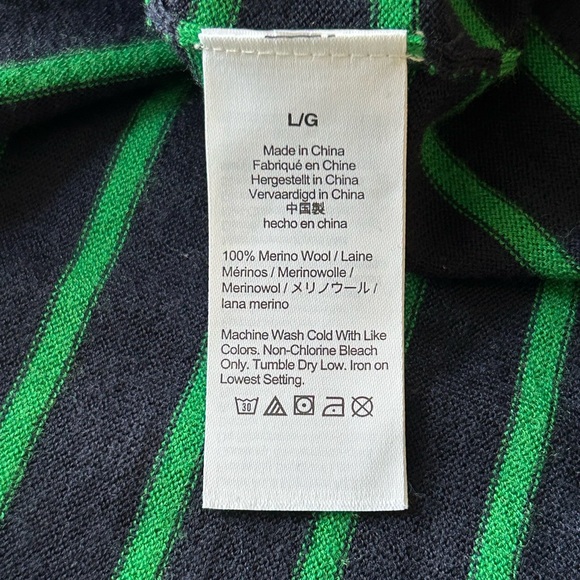 L/G
Made in China
Fabriqué en Chine
Hergestellt in China
Vervaardigd in China
中国製
hecho en china
100% Merino Wool / Laine
Mérinos / Merinowolle /
Merinowol / メリノウール /
lana merino
Machine Wash Cold With Like
Colors. Non-Chlorine Bleach
Only. Tumble Dry Low. Iron on
Lowest Setting.
30